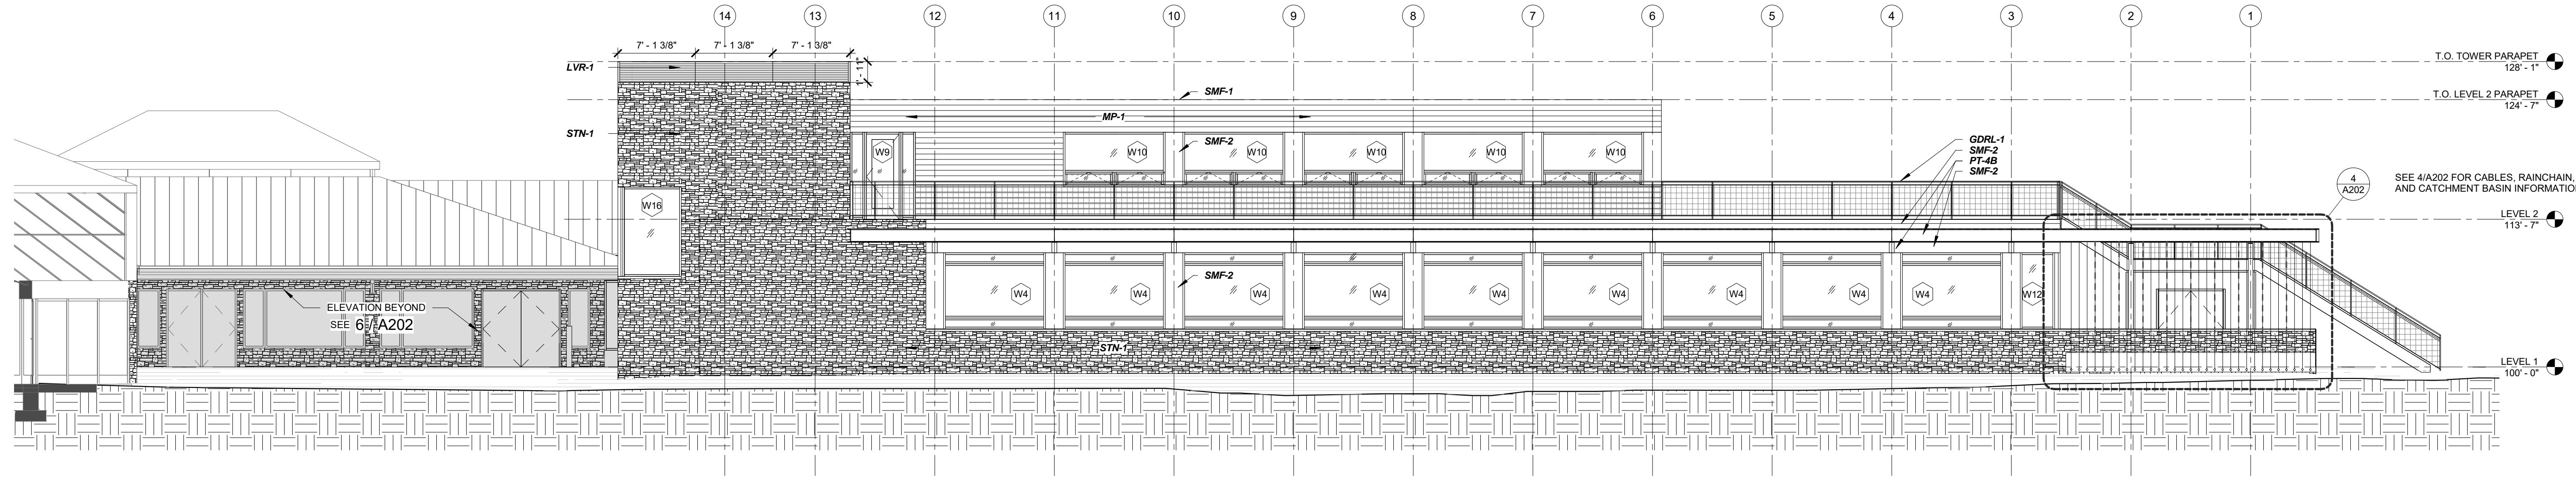 14
13
12
11
10
9
8
7
6
5
4
3
2
1
7' - 1 3/8"
7' - 1 3/8"
7' - 1 3/8"
1' - 11"
LVR-1
STN-1
SMF-1
MP-1
SMF-2
W9
W10
W10
W10
W10
W10
W16
GDRL-1
SMF-2
PT-4B
SMF-2
T.O. TOWER PARAPET
128' - 1"
T.O. LEVEL 2 PARAPET
124' - 7"
4
A202
SEE 4/A202 FOR CABLES, RAINCHAIN,
AND CATCHMENT BASIN INFORMATION
LEVEL 2
113' - 7"
SMF-2
W4
W4
W4
W4
W4
W4
W4
W4
W4
W12
ELEVATION BEYOND
SEE 6 / A202
STN-1
LEVEL 1
100' - 0"